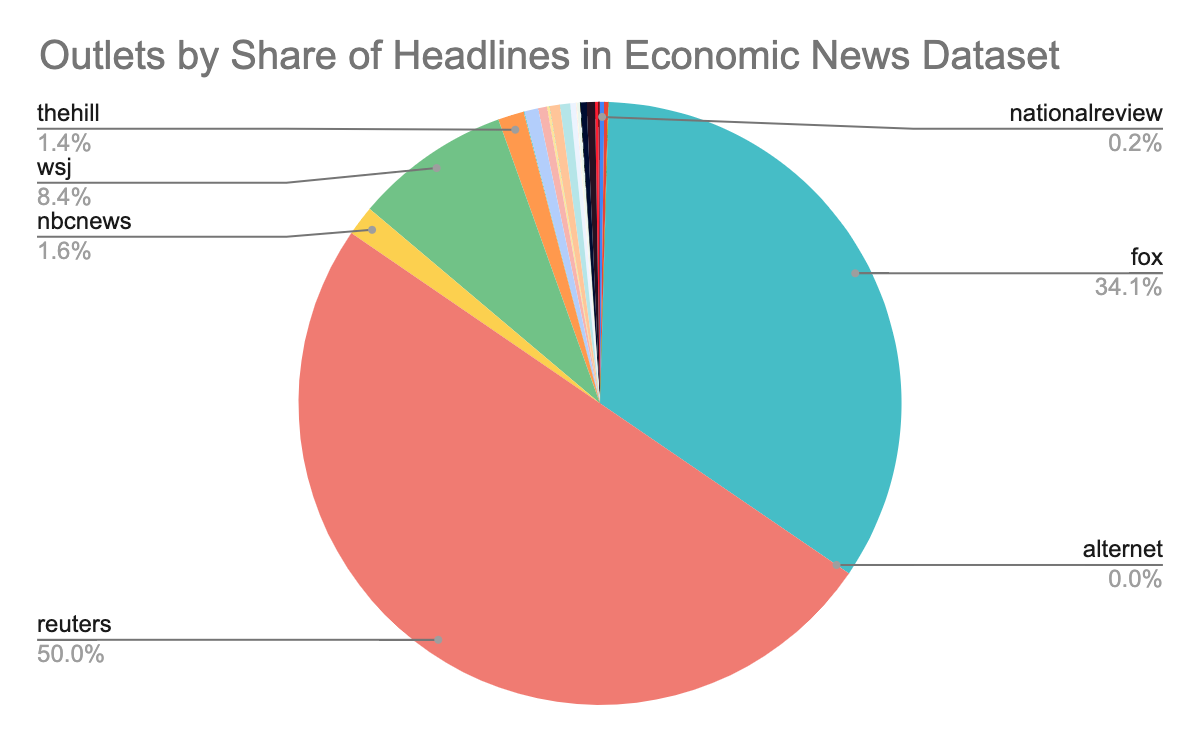 Outlets by Share of Headlines in Economic News Dataset
thehill
1.4%
wsj
8.4%
nbcnews
1.6%
reuters
50.0%
nationalreview
0.2%
fox
34.1%
alternet
0.0%